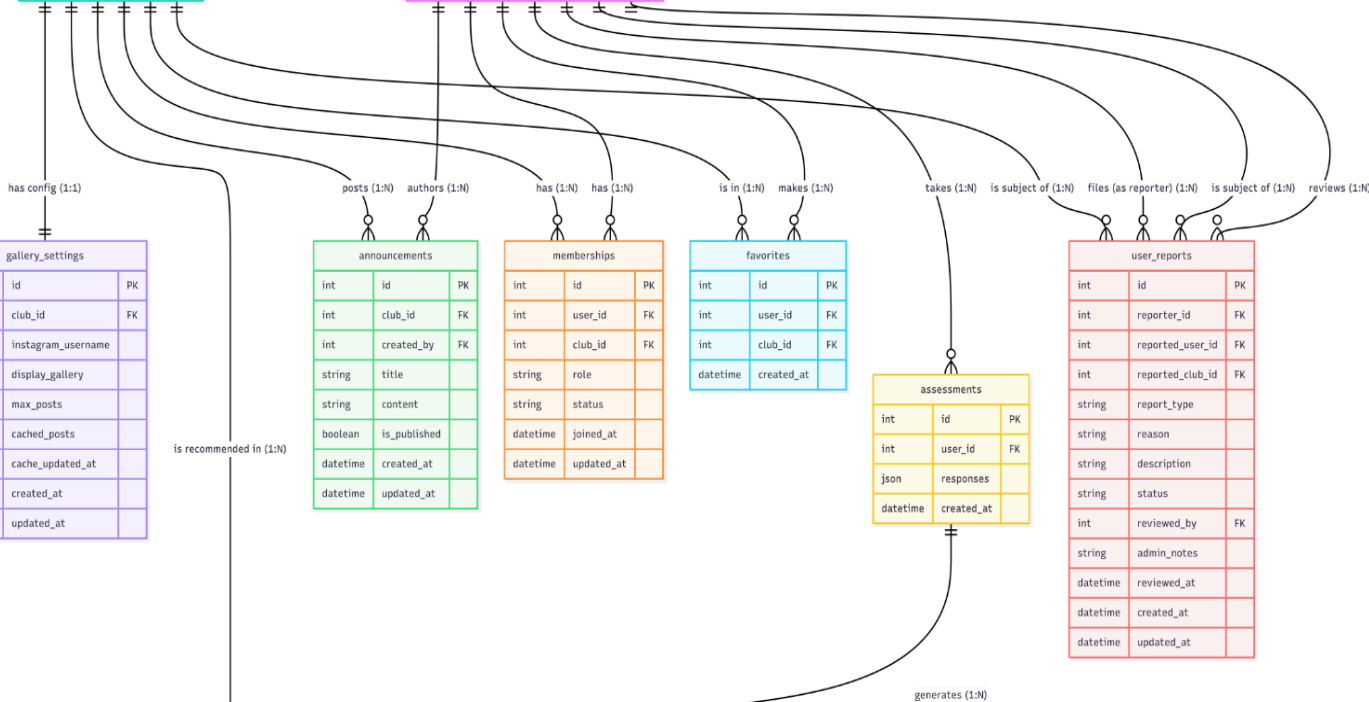 has config (1:1)
posts (1:N)
authors (1:N)
has (1:N)
has (1:N)
is in (1:N)
makes (1:N)
takes (1:N)
is subject of (1:N)
files (as reporter) (1:N)
is subject of (1:N)
reviews (1:N)
gallery_settings
id PK
club_id FK
instagram_username
display_gallery
max_posts
cached_posts
cache_updated_at
created_at
updated_at
is recommended in (1:N)
announcements
int id PK
int club_id FK
int created_by FK
string title
string content
boolean is_published
datetime created_at
datetime updated_at
memberships
int id PK
int user_id FK
int club_id FK
string role
string status
datetime joined_at
datetime updated_at
favorites
int id PK
int user_id FK
int club_id FK
datetime created_at
assessments
int id PK
int user_id FK
json responses
datetime created_at
user_reports
int id PK
int reporter_id FK
int reported_user_id FK
int reported_club_id FK
string report_type
string reason
string description
string status
int reviewed_by FK
string admin_notes
datetime reviewed_at
datetime created_at
datetime updated_at
generates (1:N)